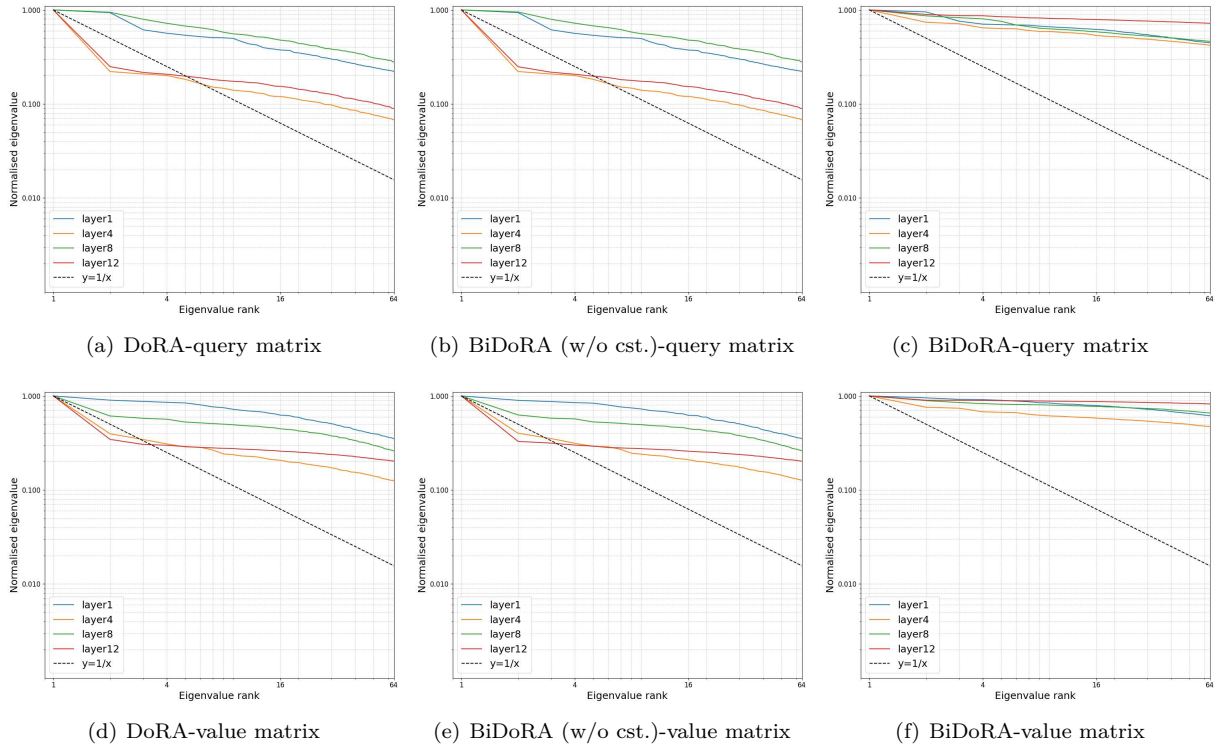 1.000
0.100
0.010
Normalised eigenvalue
layer1
layer4
layer8
layer12
y=1/x
1 4 16 64
Eigenvalue rank
(a) DoRA-query matrix
1.000
0.100
0.010
Normalised eigenvalue
layer1
layer4
layer8
layer12
y=1/x
1 4 16 64
Eigenvalue rank
(b) BiDoRA (w/o cst.)-query matrix
1.000
0.100
0.010
Normalised eigenvalue
layer1
layer4
layer8
layer12
y=1/x
1 4 16 64
Eigenvalue rank
(c) BiDoRA-query matrix
1.000
0.100
0.010
Normalised eigenvalue
layer1
layer4
layer8
layer12
y=1/x
1 4 16 64
Eigenvalue rank
(d) DoRA-value matrix
1.000
0.100
0.010
Normalised eigenvalue
layer1
layer4
layer8
layer12
y=1/x
1 4 16 64
Eigenvalue rank
(e) BiDoRA (w/o cst.)-value matrix
1.000
0.100
0.010
Normalised eigenvalue
layer1
layer4
layer8
layer12
y=1/x
1 4 16 64
Eigenvalue rank
(f) BiDoRA-value matrix